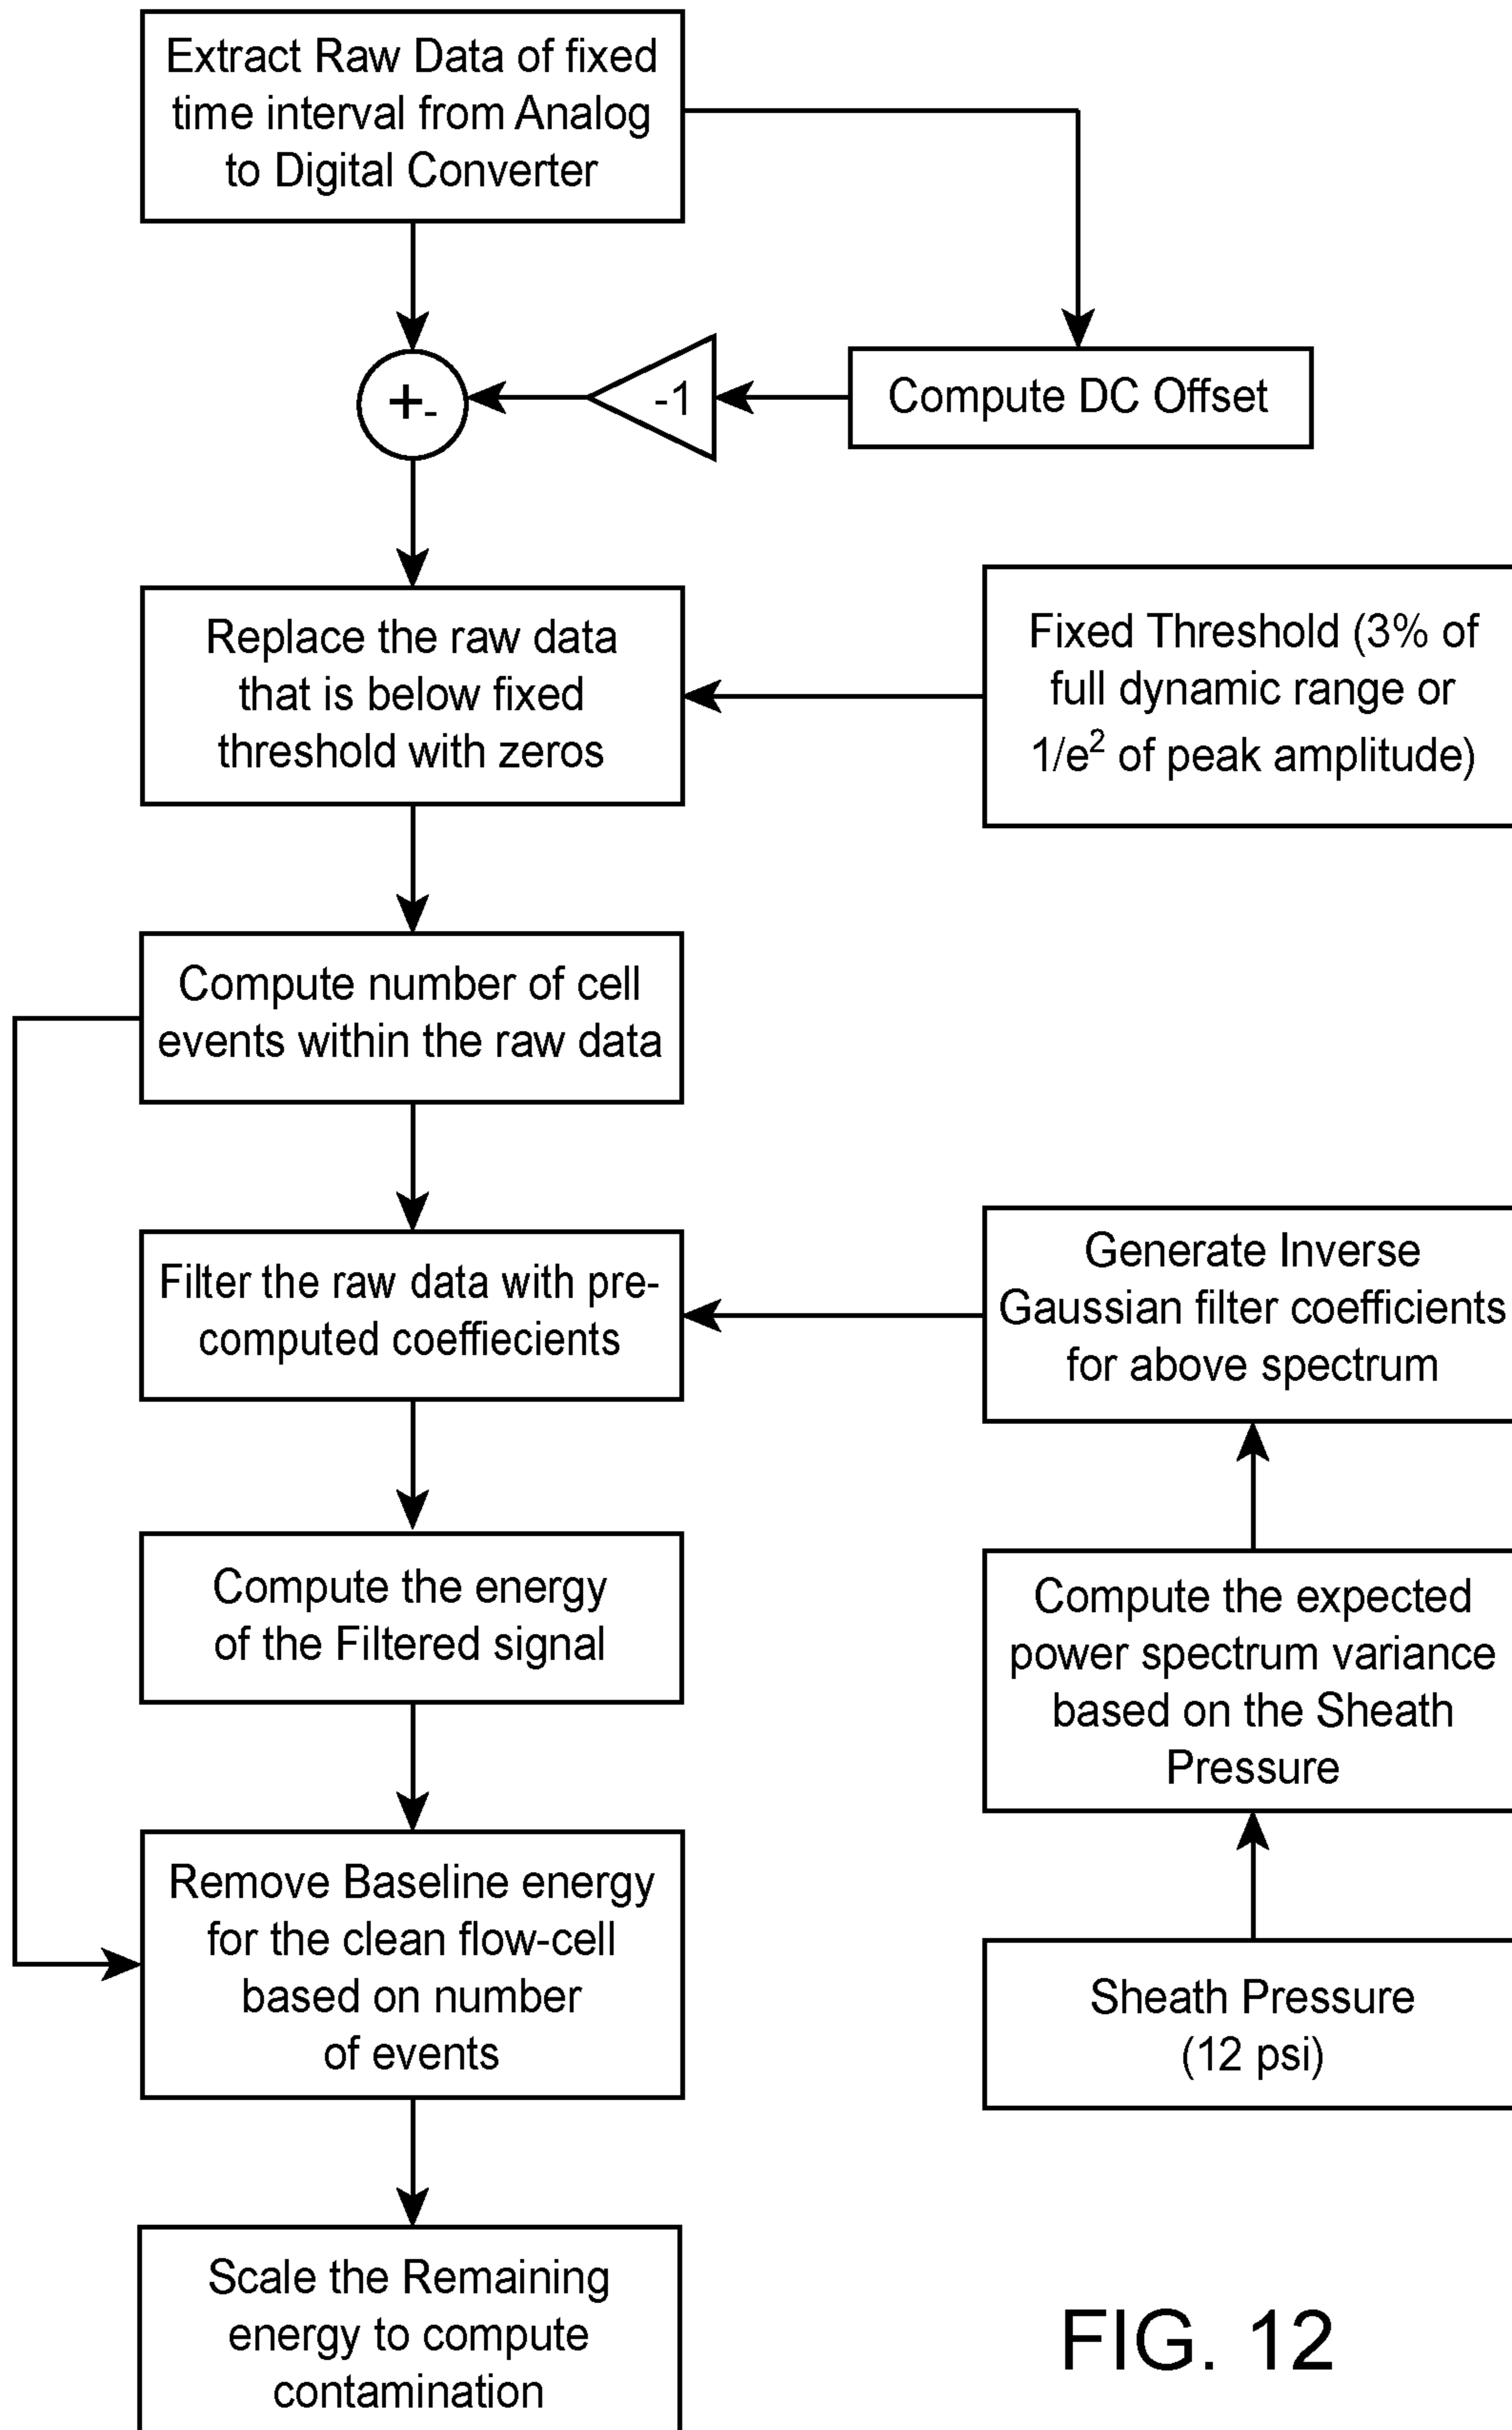 Extract Raw Data of fixed
time interval from Analog
to Digital Converter
+-
-1
Compute DC Offset
Replace the raw data
that is below fixed
threshold with zeros
Fixed Threshold (3% of
full dynamic range or
1/e² of peak amplitude)
Compute number of cell
events within the raw data
Filter the raw data with pre-
computed coeffiecients
Generate Inverse
Gaussian filter coefficients
for above spectrum
Compute the energy
of the Filtered signal
Compute the expected
power spectrum variance
based on the Sheath
Pressure
Remove Baseline energy
for the clean flow-cell
based on number
of events
Sheath Pressure
(12 psi)
Scale the Remaining
energy to compute
contamination
FIG. 12